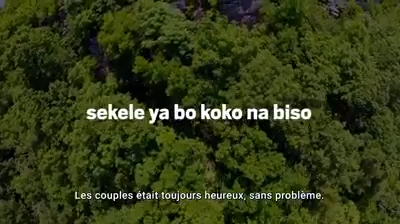 sekele ya bo koko na biso
Les couples était toujours heureux, sans problème.